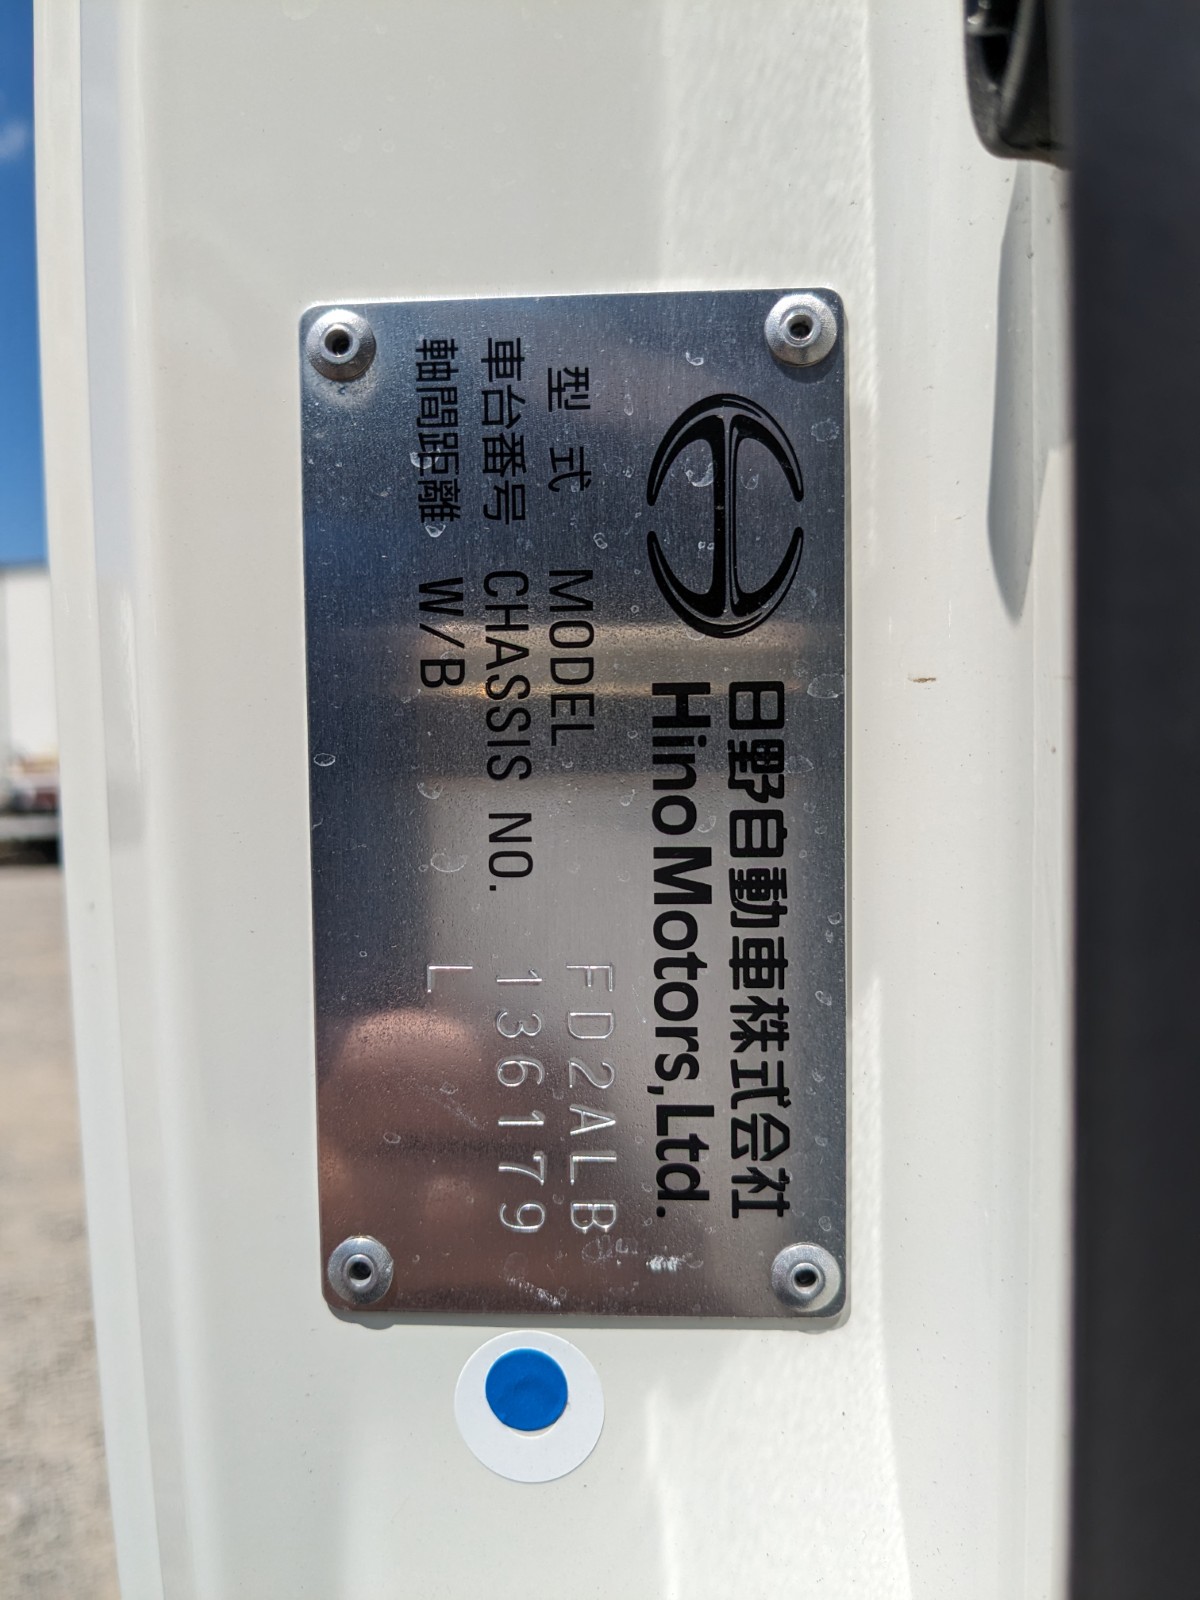 日野自動車株式会社
Hino Motors, Ltd.
型式 MODEL FD2ALB
車台番号 CHASSIS NO. 136179
軸間距離 W/B L